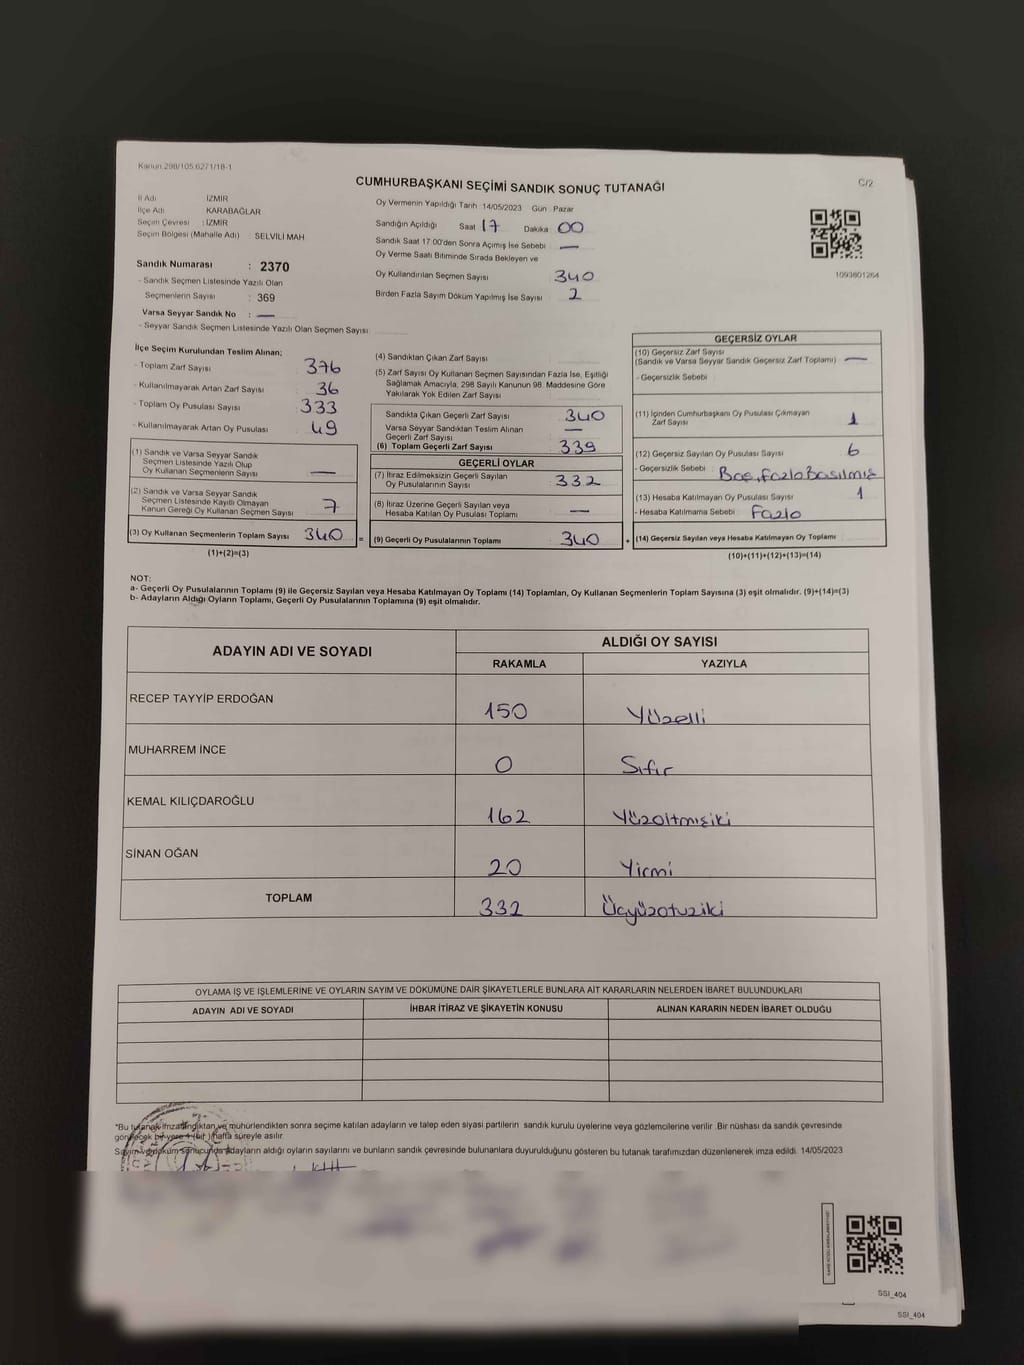 Kanun 298/105.6271/18-1
CUMHURBAŞKANI SEÇİMİ SANDIK SONUÇ TUTANAĞI
C/2
İl Adı : İZMİR
İlçe Adı : KARABAĞLAR
Seçim Çevresi : İZMİR
Seçim Bölgesi (Mahalle Adı) : SELVİLİ MAH
Sandık Numarası : 2370
- Sandık Seçmen Listesinde Yazılı Olan
Seçmenlerin Sayısı : 369
Varsa Seyyar Sandık No : —
- Seyyar Sandık Seçmen Listesinde Yazılı Olan Seçmen Sayısı:
Oy Vermenin Yapıldığı Tarih :14/05/2023 Gün : Pazar
Sandığın Açıldığı Saat 17 Dakika 00
Sandık Saat 17:00'den Sonra Açımış İse Sebebi : —
Oy Verme Saati Bitiminde Sırada Bekleyen ve
Oy Kullandırılan Seçmen Sayısı : 340
Birden Fazla Sayım Döküm Yapılmış İse Sayısı : 2
1093801264
İlçe Seçim Kurulundan Teslim Alınan;
- Toplam Zarf Sayısı : 376
- Kullanılmayarak Artan Zarf Sayısı : 36
- Toplam Oy Pusulası Sayısı : 333
- Kullanılmayarak Artan Oy Pusulası : 49
(1) Sandık ve Varsa Seyyar Sandık
Seçmen Listesinde Yazılı Olup
Oy Kullanan Seçmenlerin Sayısı : —
(2) Sandık ve Varsa Seyyar Sandık
Seçmen Listesinde Kayıtlı Olmayan
Kanun Gereği Oy Kullanan Seçmen Sayısı : 7
(3) Oy Kullanan Seçmenlerin Toplam Sayısı : 340
(1)+(2)=(3)
(4) Sandıktan Çıkan Zarf Sayısı :
(5) Zarf Sayısı Oy Kullanan Seçmen Sayısından Fazla İse, Eşitliği
Sağlamak Amacıyla, 298 Sayılı Kanunun 98. Maddesine Göre
Yakılarak Yok Edilen Zarf Sayısı :
Sandıkta Çıkan Geçerli Zarf Sayısı : 340
Varsa Seyyar Sandıktan Teslim Alınan
Geçerli Zarf Sayısı : —
(6) Toplam Geçerli Zarf Sayısı : 339
GEÇERLİ OYLAR
(7) İtiraz Edilmeksizin Geçerli Sayılan
Oy Pusulalarının Sayısı : 332
(8) İtiraz Üzerine Geçerli Sayılan veya
Hesaba Katılan Oy Pusulası Toplamı : —
= (9) Geçerli Oy Pusulalarının Toplamı : 340
GEÇERSİZ OYLAR
(10) Geçersiz Zarf Sayısı
(Sandık ve Varsa Seyyar Sandık Geçersiz Zarf Toplamı) : —
- Geçersizlik Sebebi :
(11) İçinden Cumhurbaşkanı Oy Pusulası Çıkmayan
Zarf Sayısı : 1
(12) Geçersiz Sayılan Oy Pusulası Sayısı : 6
- Geçersizlik Sebebi : Boş, Fazla Basılmış
(13) Hesaba Katılmayan Oy Pusulası Sayısı : 1
- Hesaba Katılmama Sebebi : Fazla
+ (14) Geçersiz Sayılan veya Hesaba Katılmayan Oy Toplamı :
(10)+(11)+(12)+(13)=(14)
NOT:
a- Geçerli Oy Pusulalarının Toplamı (9) ile Geçersiz Sayılan veya Hesaba Katılmayan Oy Toplamı (14) Toplamları, Oy Kullanan Seçmenlerin Toplam Sayısına (3) eşit olmalıdır. (9)+(14)=(3)
b- Adayların Aldığı Oyların Toplamı, Geçerli Oy Pusulalarının Toplamına (9) eşit olmalıdır.
ADAYIN ADI VE SOYADI
ALDIĞI OY SAYISI
RAKAMLA YAZIYLA
RECEP TAYYİP ERDOĞAN 150 Yüzelli
MUHARREM İNCE 0 Sıfır
KEMAL KILIÇDAROĞLU 162 Yüzaltmışiki
SİNAN OĞAN 20 Yirmi
TOPLAM 332 Üçyüzotuziki
OYLAMA İŞ VE İŞLEMLERİNE VE OYLARIN SAYIM VE DÖKÜMÜNE DAİR ŞİKAYETLERLE BUNLARA AİT KARARLARIN NELERDEN İBARET BULUNDUKLARI
ADAYIN ADI VE SOYADI İHBAR İTİRAZ VE ŞİKAYETİN KONUSU ALINAN KARARIN NEDEN İBARET OLDUĞU
*Bu tutanak imzalandıktan ve mühürlendikten sonra seçime katılan adayların ve talep eden siyasi partilerin sandık kurulu üyelerine veya gözlemcilerine verilir. Bir nüshası da sandık çevresinde
görülecek bir yere 1 (bir) hafta süreyle asılır.
Sayım ve döküm sonucunda adayların aldığı oyların sayılarını ve bunların sandık çevresinde bulunanlara duyurulduğunu gösteren bu tutanak tarafımızdan düzenlenerek imza edildi. 14/05/2023
SSI_404
SSI_404